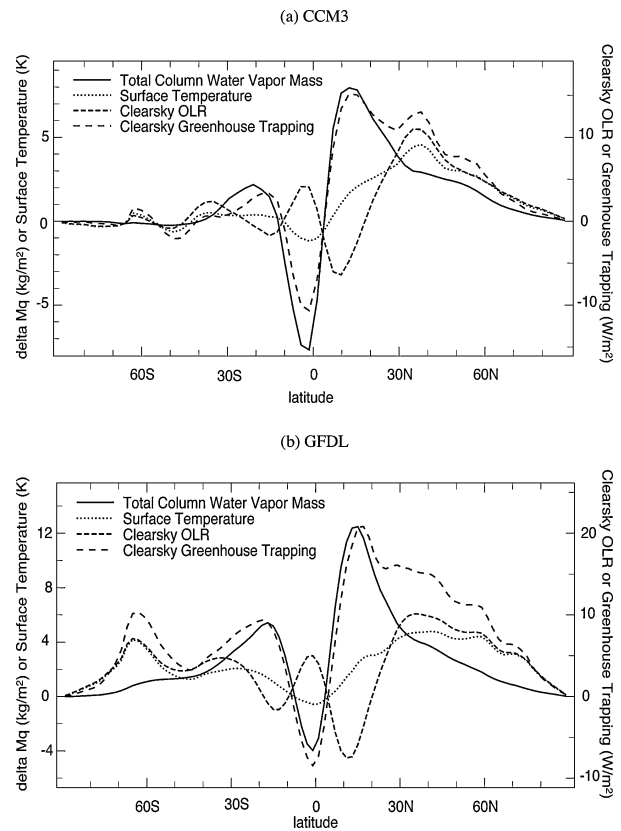 (a) CCM3
delta Mq (kg/m²) or Surface Temperature (K)
Clearsky OLR or Greenhouse Trapping (W/m²)
Total Column Water Vapor Mass
Surface Temperature
Clearsky OLR
Clearsky Greenhouse Trapping
5
0
-5
10
0
-10
60S 30S 0 30N 60N
latitude
(b) GFDL
delta Mq (kg/m²) or Surface Temperature (K)
Clearsky OLR or Greenhouse Trapping (W/m²)
Total Column Water Vapor Mass
Surface Temperature
Clearsky OLR
Clearsky Greenhouse Trapping
12
8
4
0
-4
20
10
0
-10
60S 30S 0 30N 60N
latitude